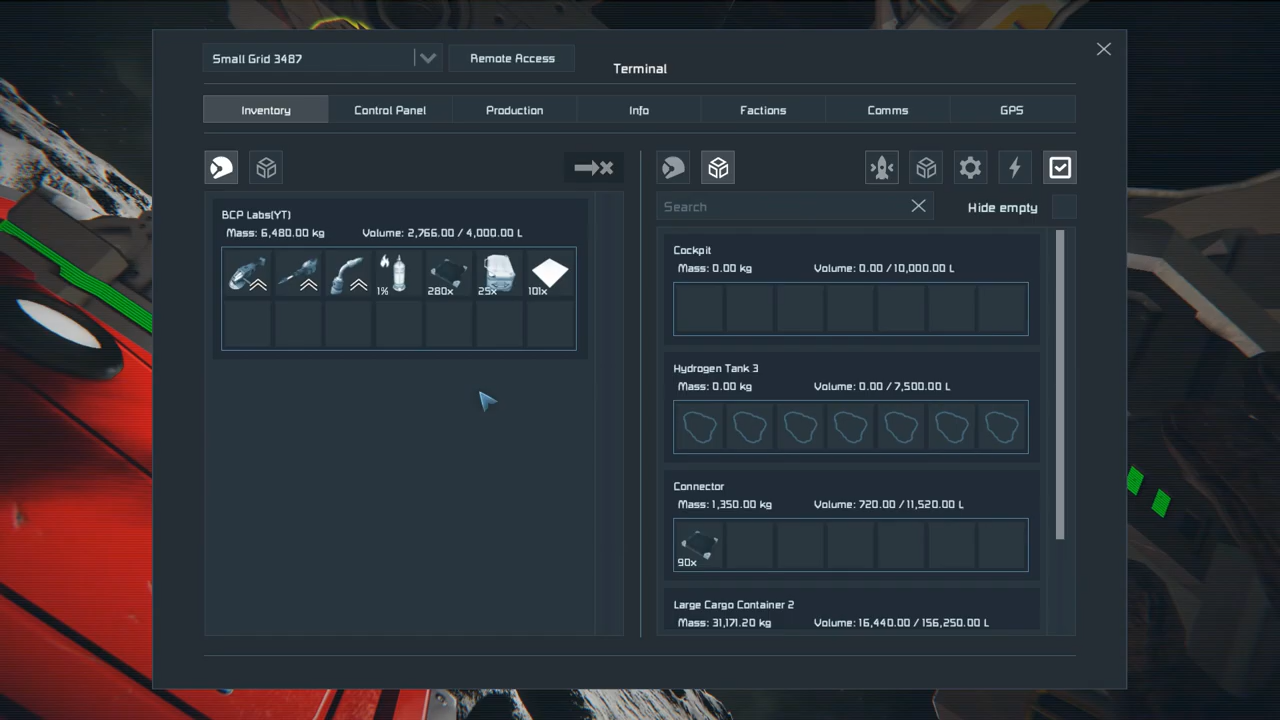 Small Grid 3487
Remote Access
Terminal
Inventory
Control Panel
Production
Info
Factions
Comms
GPS
BCP Labs(YT)
Mass: 6,480.00 kg Volume: 2,766.00 / 4,000.00 L
1% 280x 25x 101x
Search
Hide empty
Cockpit
Mass: 0.00 kg Volume: 0.00 / 10,000.00 L
Hydrogen Tank 3
Mass: 0.00 kg Volume: 0.00 / 7,500.00 L
Connector
Mass: 1,350.00 kg Volume: 720.00 / 11,520.00 L
90x
Large Cargo Container 2
Mass: 31,171.20 kg Volume: 16,440.00 / 156,250.00 L